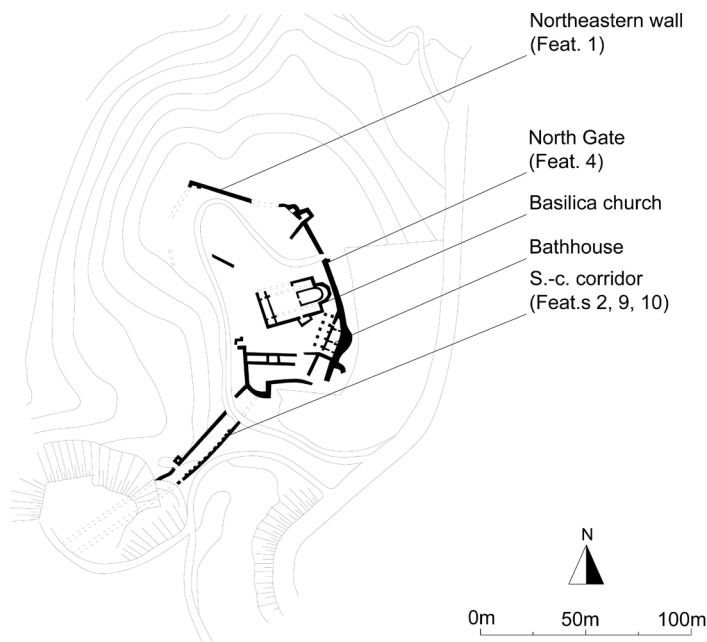 Northeastern wall
(Feat. 1)
North Gate
(Feat. 4)
Basilica church
Bathhouse
S.-c. corridor
(Feat.s 2, 9, 10)
N
0m 50m 100m